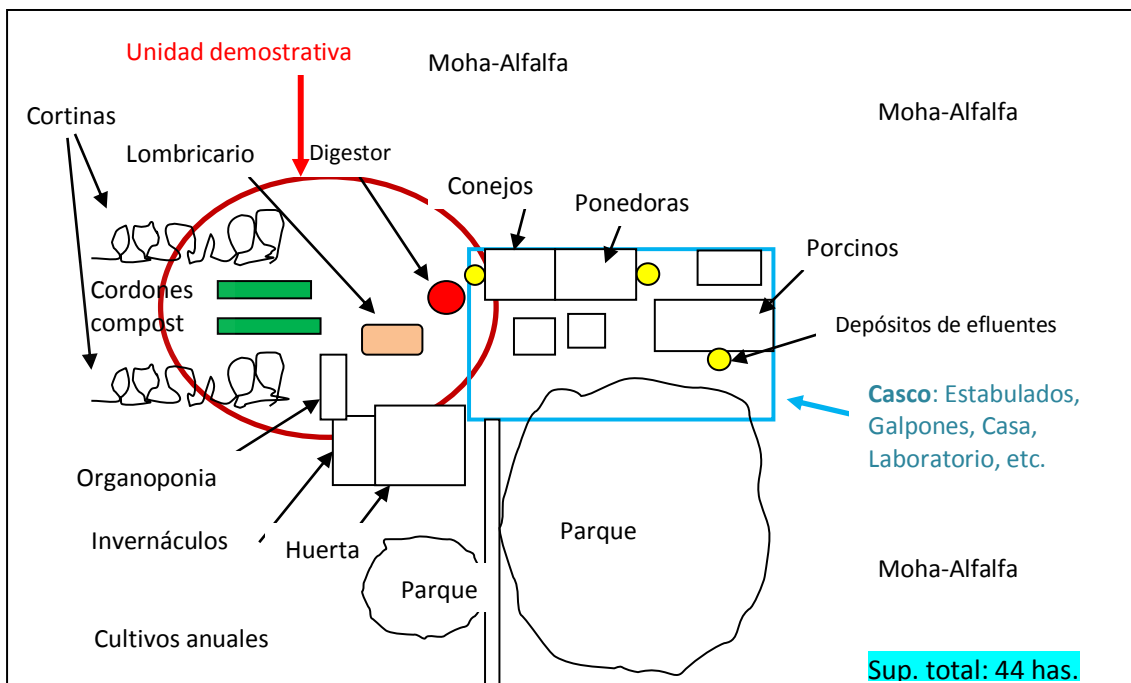 Unidad demostrativa
Moha-Alfalfa
Moha-Alfalfa
Cortinas
Lombricario
Digestor
Conejos
Ponedoras
Porcinos
Cordones
compost
Depósitos de efluentes
Casco: Estabulados,
Galpones, Casa,
Laboratorio, etc.
Organoponia
Invernáculos
Huerta
Parque
Parque
Moha-Alfalfa
Cultivos anuales
Sup. total: 44 has.